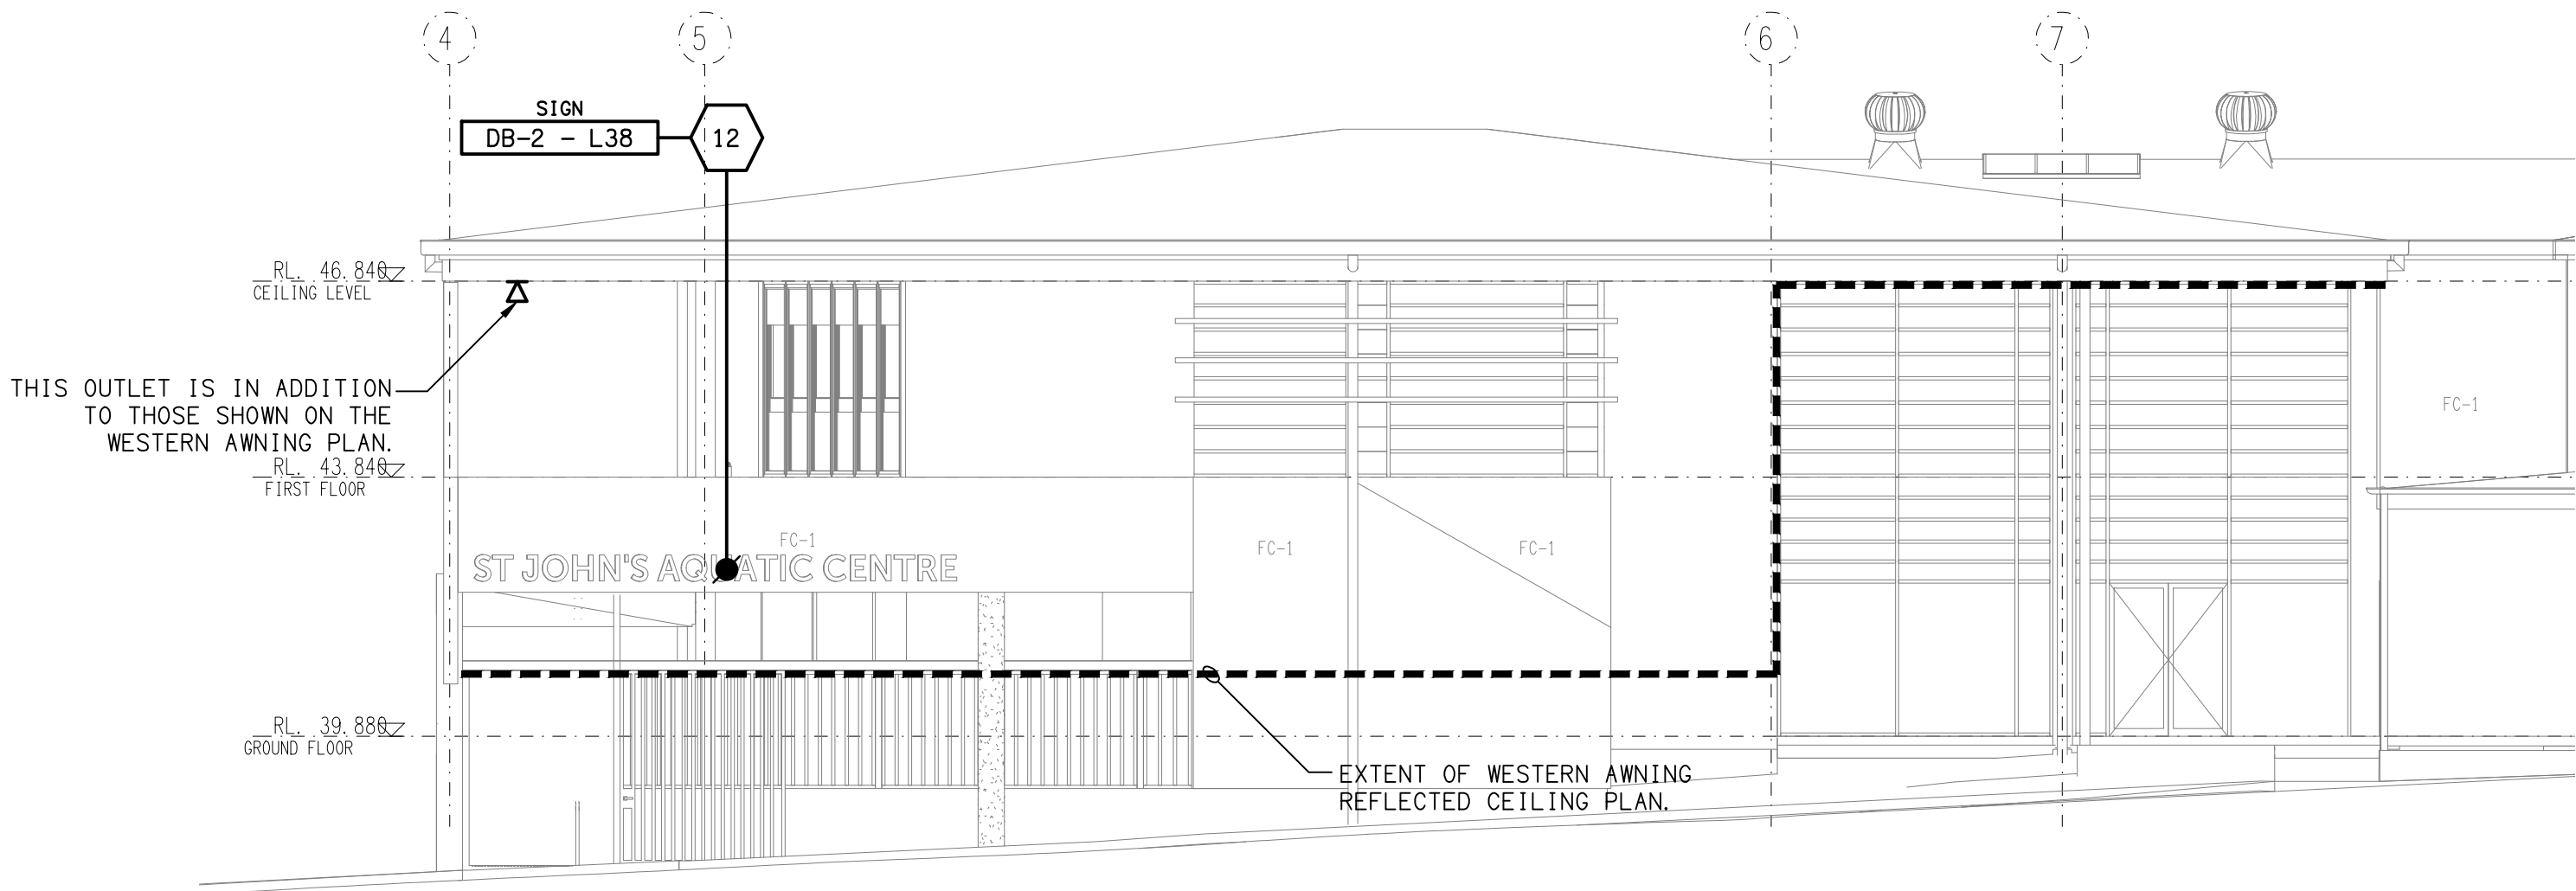 4
5
6
7
SIGN
DB-2 - L38
12
RL. 46.840
CEILING LEVEL
THIS OUTLET IS IN ADDITION
TO THOSE SHOWN ON THE
WESTERN AWNING PLAN.
FC-1
RL. 43.840
FIRST FLOOR
FC-1
FC-1
FC-1
ST JOHN'S AQUATIC CENTRE
RL. 39.880
GROUND FLOOR
EXTENT OF WESTERN AWNING
REFLECTED CEILING PLAN.